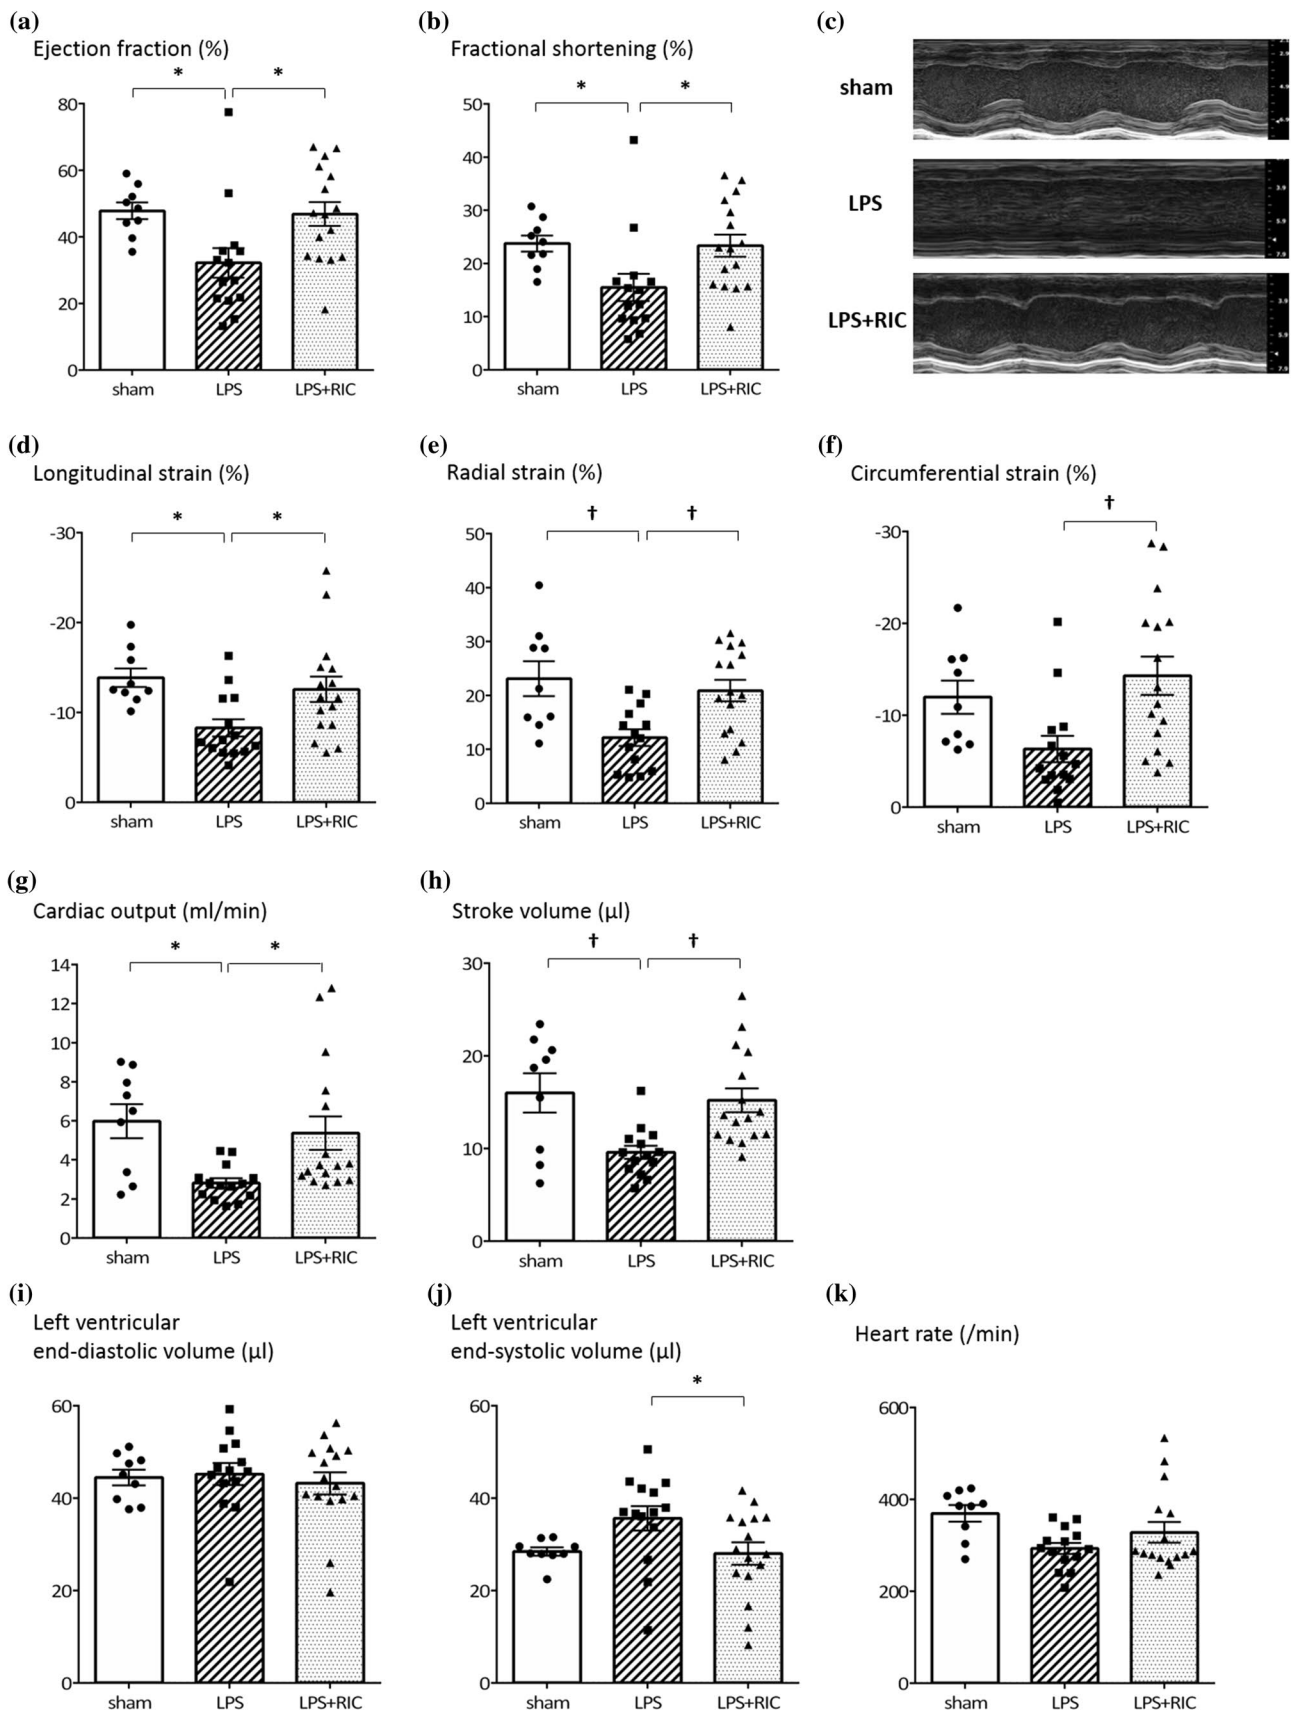 (a)
Ejection fraction (%)
* *
80
60
40
20
0
sham LPS LPS+RIC
(b)
Fractional shortening (%)
* *
50
40
30
20
10
0
sham LPS LPS+RIC
(c)
sham
LPS
LPS+RIC
(d)
Longitudinal strain (%)
* *
-30
-20
-10
0
sham LPS LPS+RIC
(e)
Radial strain (%)
† †
50
40
30
20
10
0
sham LPS LPS+RIC
(f)
Circumferential strain (%)
†
-30
-20
-10
0
sham LPS LPS+RIC
(g)
Cardiac output (ml/min)
* *
14
12
10
8
6
4
2
0
sham LPS LPS+RIC
(h)
Stroke volume (µl)
† †
30
20
10
0
sham LPS LPS+RIC
(i)
Left ventricular
end-diastolic volume (µl)
60
40
20
0
sham LPS LPS+RIC
(j)
Left ventricular
end-systolic volume (µl)
*
60
40
20
0
sham LPS LPS+RIC
(k)
Heart rate (/min)
600
400
200
0
sham LPS LPS+RIC